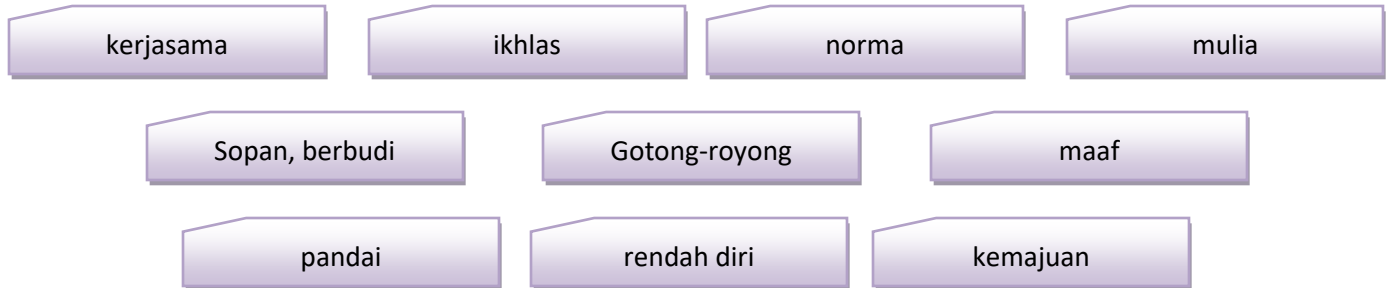 kerjasama ikhlas norma mulia
Sopan, berbudi Gotong-royong maaf
pandai rendah diri kemajuan